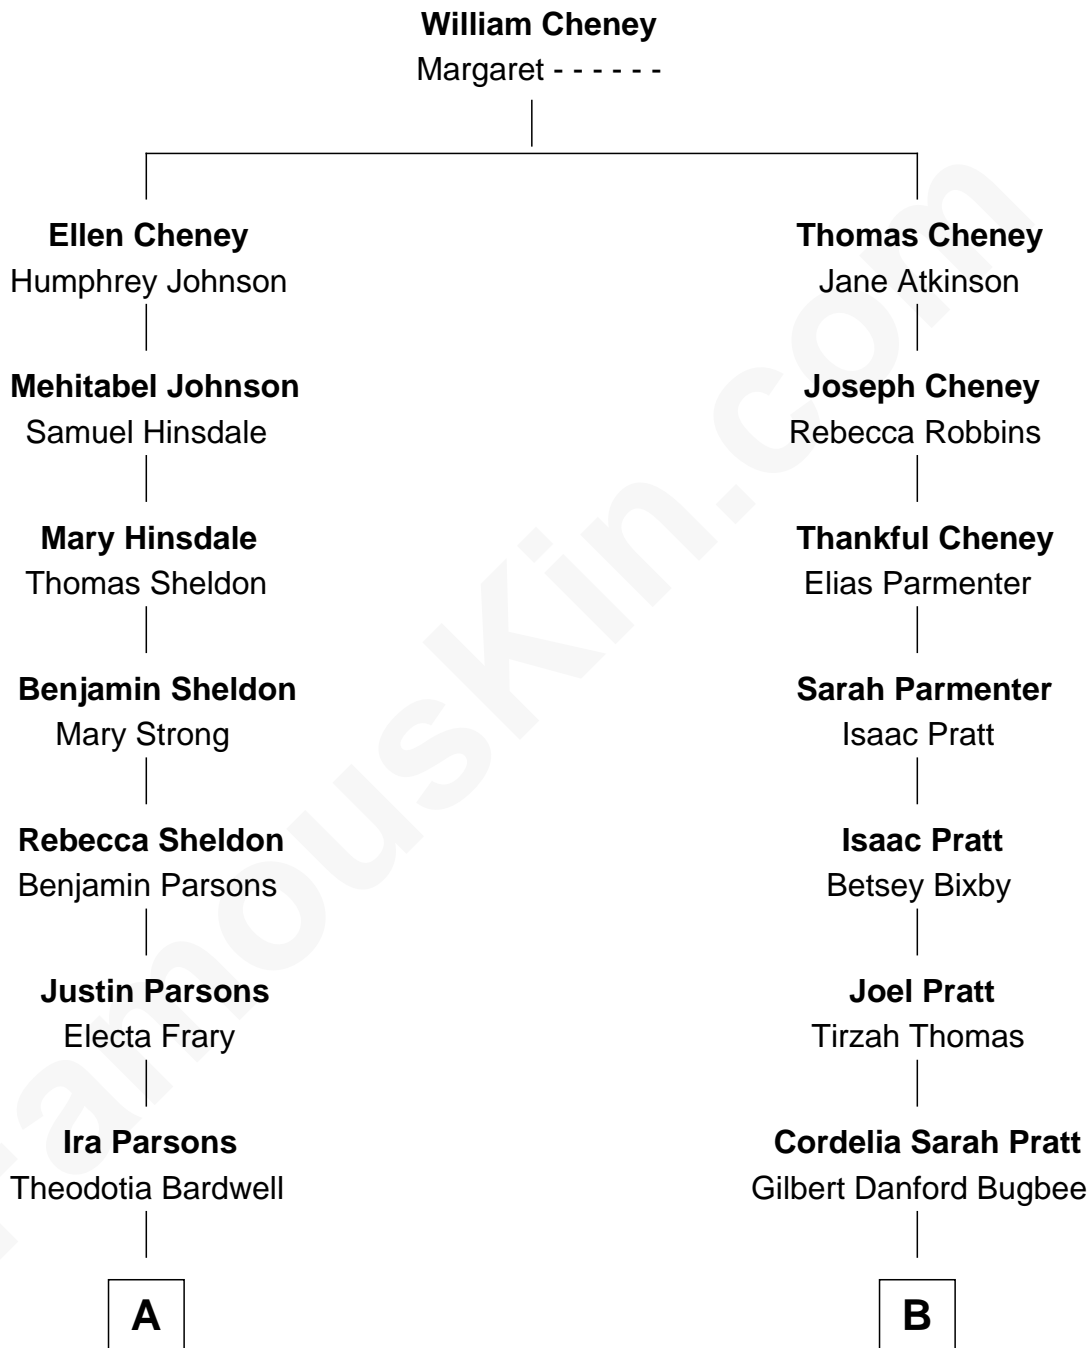 William Cheney
Margaret - - - - - -
Ellen Cheney
Humphrey Johnson
Thomas Cheney
Jane Atkinson
Mehitabel Johnson
Samuel Hinsdale
Joseph Cheney
Rebecca Robbins
Mary Hinsdale
Thomas Sheldon
Thankful Cheney
Elias Parmenter
Benjamin Sheldon
Mary Strong
Sarah Parmenter
Isaac Pratt
Rebecca Sheldon
Benjamin Parsons
Isaac Pratt
Betsey Bixby
Justin Parsons
Electa Frary
Joel Pratt
Tirzah Thomas
Ira Parsons
Theodotia Bardwell
Cordelia Sarah Pratt
Gilbert Danford Bugbee
A
B
FamousKin.com